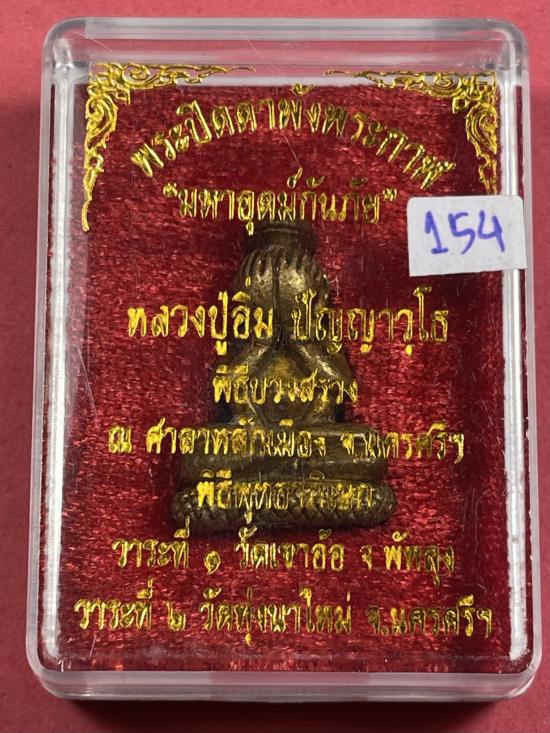 พระปิดตาพังพระกาฬ
"มหาอุตม์กันภัย"
154
หลวงปู่อิ่ม ปัญญาวุโธ
พิธีบวงสรวง
ณ ศาลาหลักเมือง จ.นครศรีฯ
พิธีพุทธาภิเษก
วาระที่ ๑ วัดเขาอ้อ จ.พัทลุง
วาระที่ ๒ วัดทุ่งนาใหม่ จ.นครศรีฯ